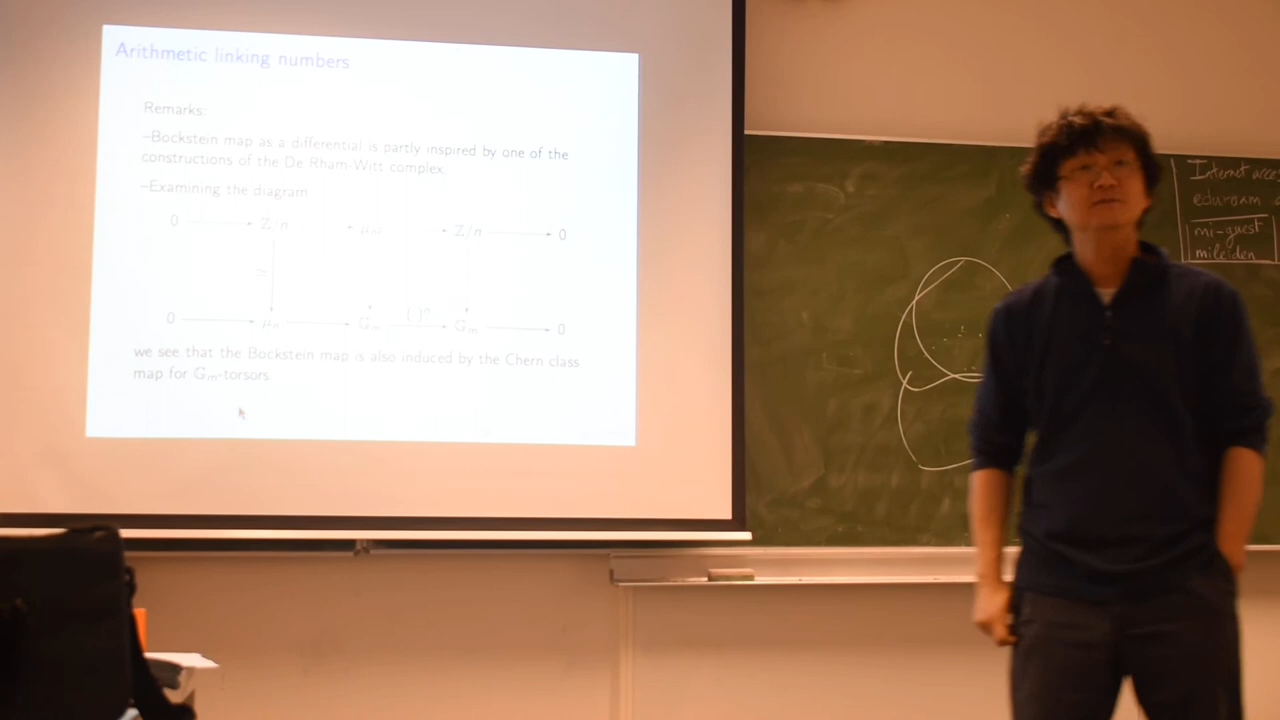 Arithmetic linking numbers
Remarks:
–Bockstein map as a differential is partly inspired by one of the
constructions of the De Rham-Witt complex.
–Examining the diagram
0 ℤ/n ℤ/n 0
≃
0 μₙ Gₘ (·)ⁿ Gₘ 0
we see that the Bockstein map is also induced by the Chern class
map for Gₘ-torsors.
Internet
eduroam
mi-guest
mileiden